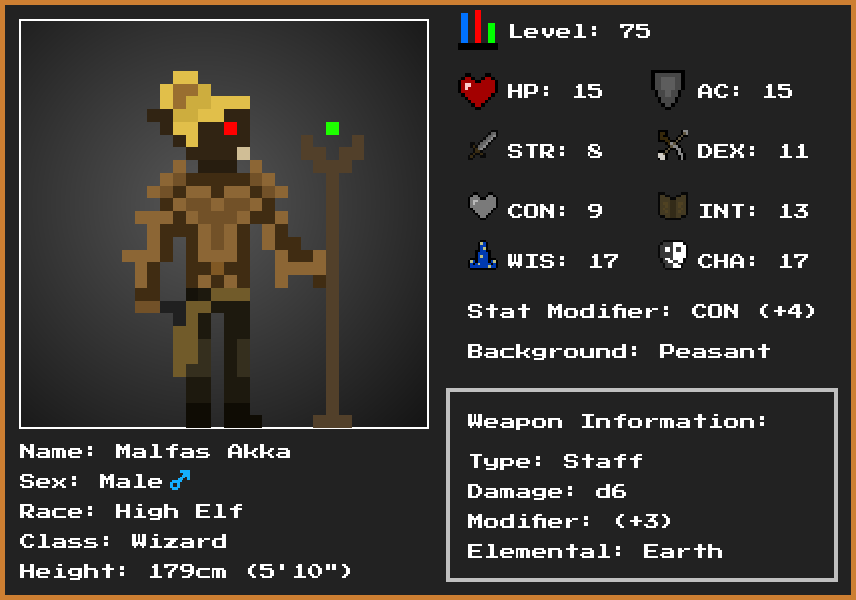 Level: 75
HP: 15 AC: 15
STR: 8 DEX: 11
CON: 9 INT: 13
WIS: 17 CHA: 17
Stat Modifier: CON (+4)
Background: Peasant
Weapon Information:
Type: Staff
Damage: d6
Modifier: (+3)
Elemental: Earth
Name: Malfas Akka
Sex: Male ♂
Race: High Elf
Class: Wizard
Height: 179cm (5'10")